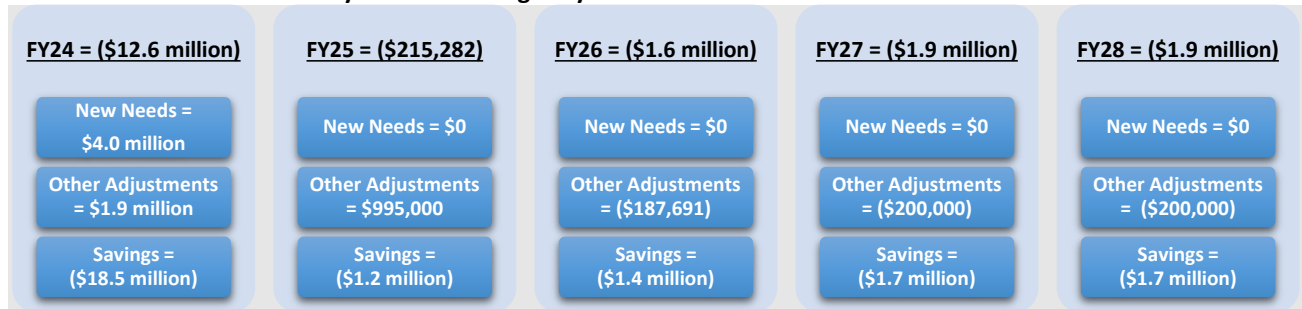 FY24 = ($12.6 million)
New Needs =
$4.0 million
Other Adjustments
= $1.9 million
Savings =
($18.5 million)
FY25 = ($215,282)
New Needs = $0
Other Adjustments
= $995,000
Savings =
($1.2 million)
FY26 = ($1.6 million)
New Needs = $0
Other Adjustments
= ($187,691)
Savings =
($1.4 million)
FY27 = ($1.9 million)
New Needs = $0
Other Adjustments
= ($200,000)
Savings =
($1.7 million)
FY28 = ($1.9 million)
New Needs = $0
Other Adjustments
= ($200,000)
Savings =
($1.7 million)